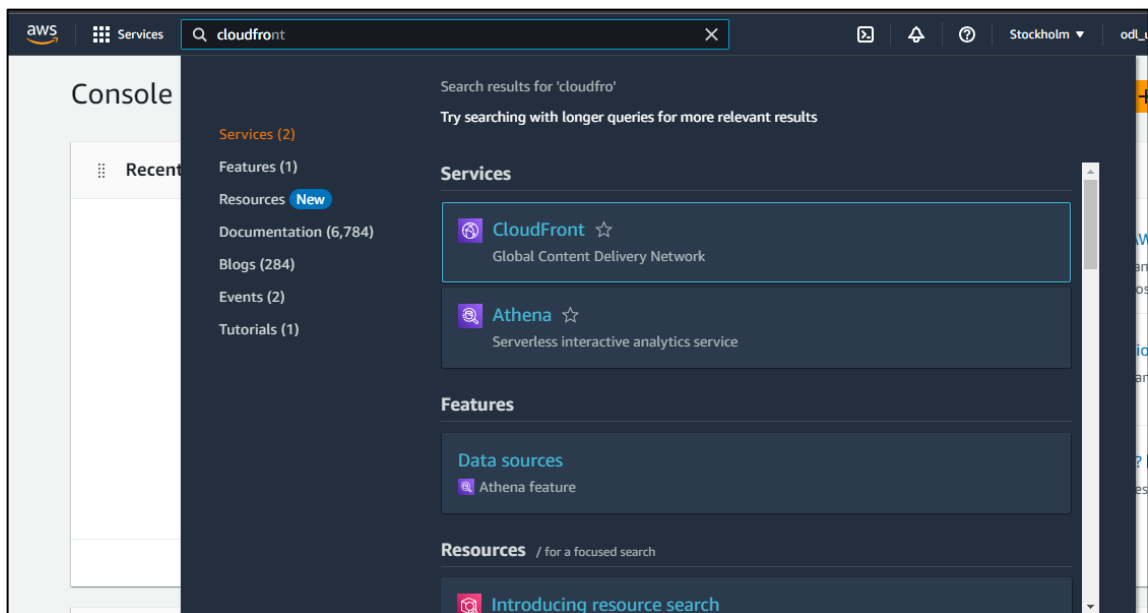 aws
Services
cloudfront
Stockholm
Console
Recent
Search results for 'cloudfro'
Try searching with longer queries for more relevant results
Services (2)
Features (1)
Resources New
Documentation (6,784)
Blogs (284)
Events (2)
Tutorials (1)
Services
CloudFront
Global Content Delivery Network
Athena
Serverless interactive analytics service
Features
Data sources
Athena feature
Resources / for a focused search
Introducing resource search